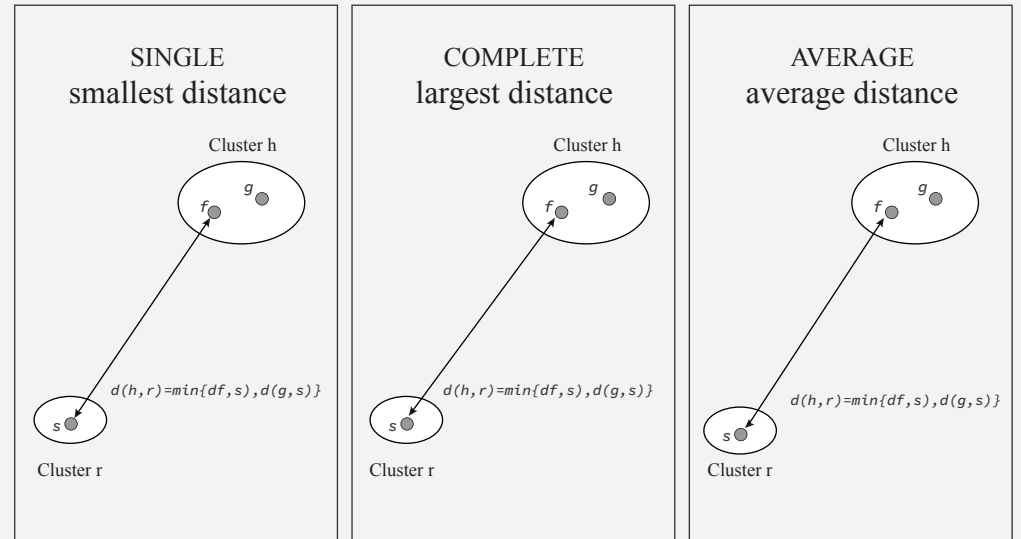 SINGLE
smallest distance
Cluster h
g
f
d(h,r)=min{df,s),d(g,s)}
s
Cluster r
COMPLETE
largest distance
Cluster h
g
f
d(h,r)=min{df,s),d(g,s)}
s
Cluster r
AVERAGE
average distance
Cluster h
g
f
d(h,r)=min{df,s),d(g,s)}
s
Cluster r